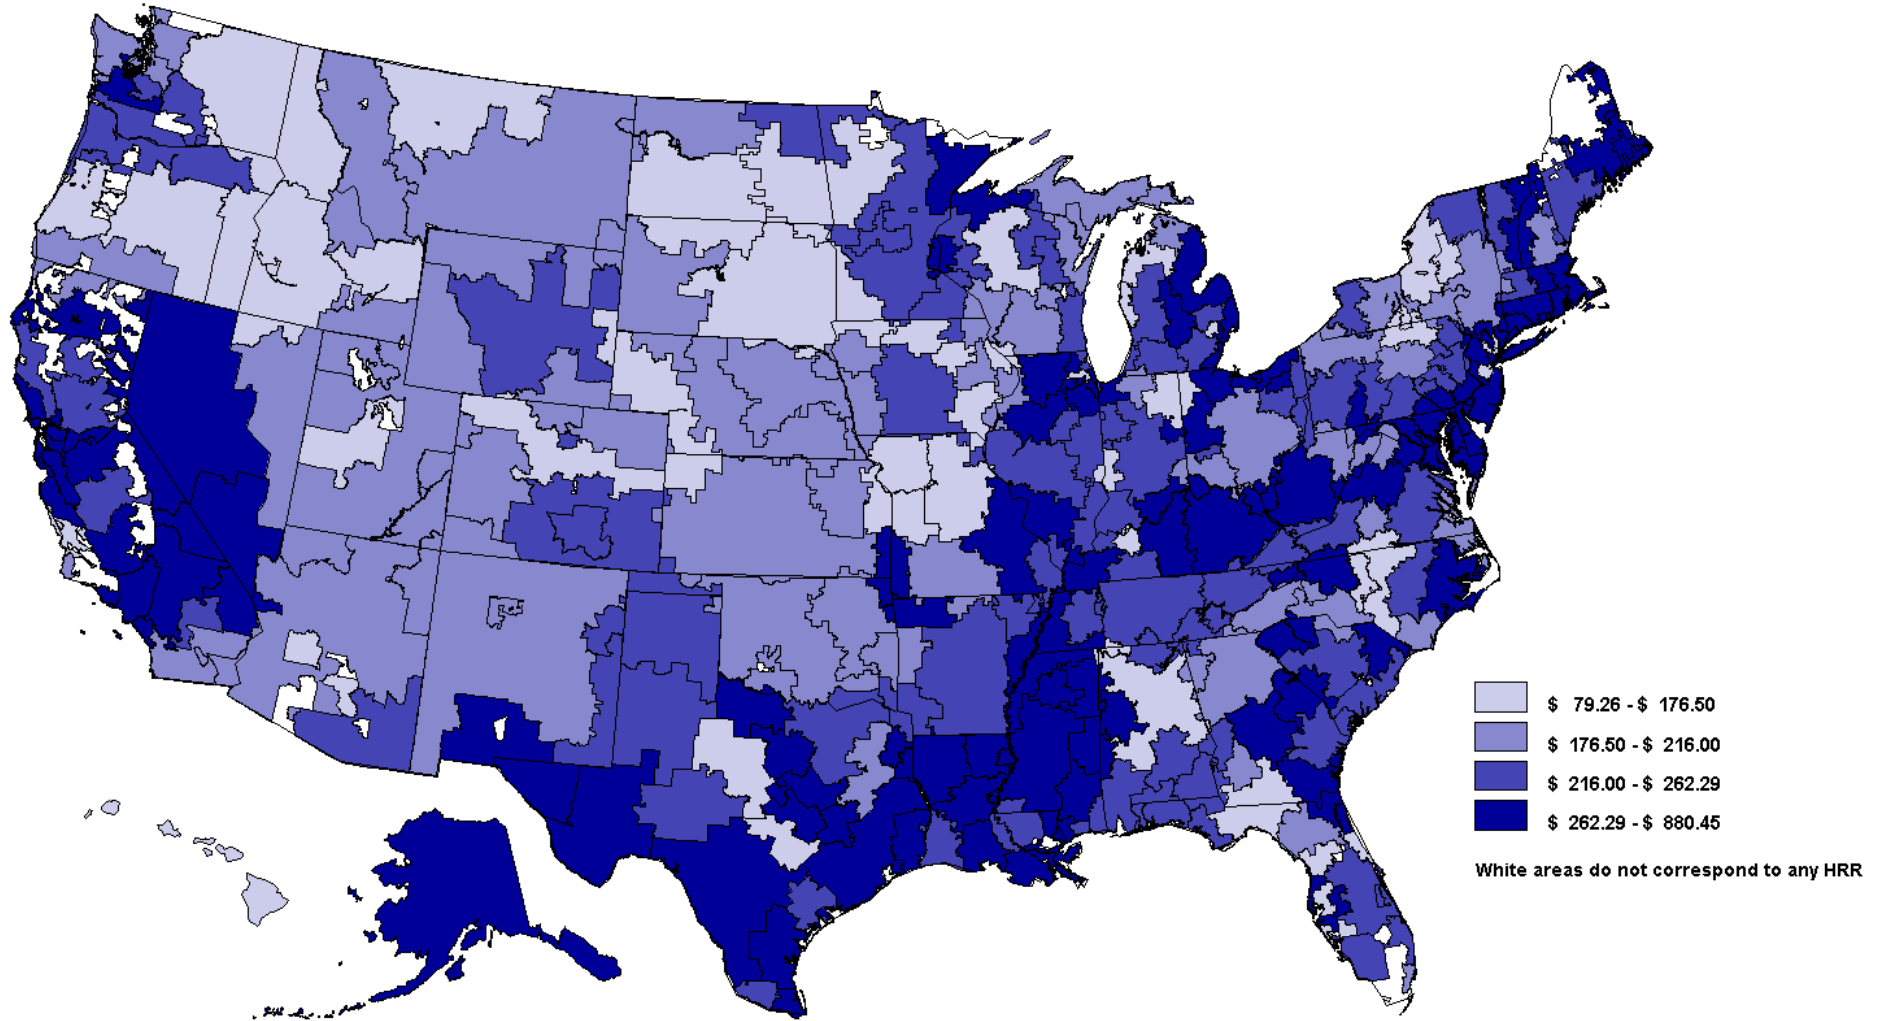 $ 79.26 - $ 176.50
$ 176.50 - $ 216.00
$ 216.00 - $ 262.29
$ 262.29 - $ 880.45
White areas do not correspond to any HRR